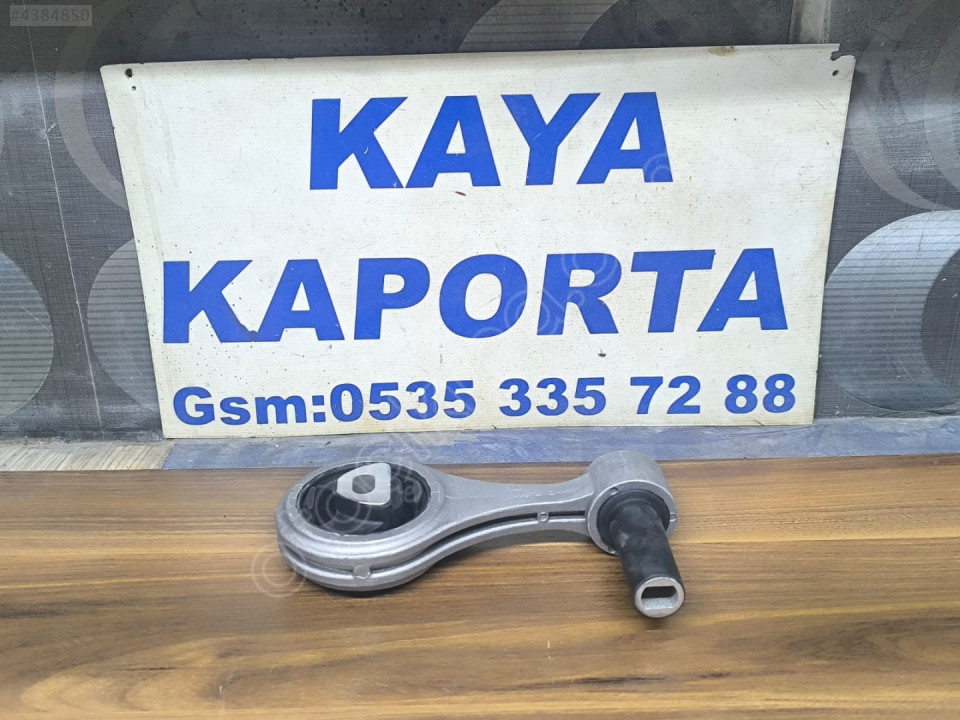 #4384850
KAYA
KAPORTA
Gsm:0535 335 72 88